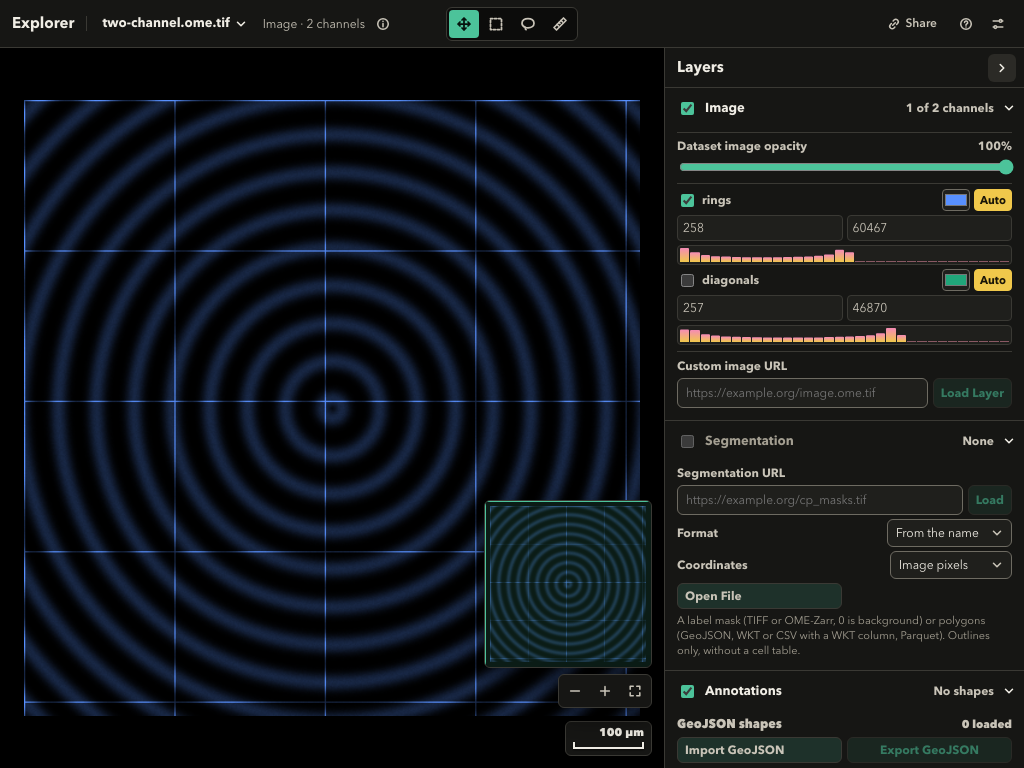 Explorer
two-channel.ome.tif
Image · 2 channels
Share
Layers
Image
1 of 2 channels
Dataset image opacity
100%
rings
Auto
258
60467
diagonals
Auto
257
46870
Custom image URL
https://example.org/image.ome.tif
Load Layer
Segmentation
None
Segmentation URL
https://example.org/cp_masks.tif
Load
Format
From the name
Coordinates
Image pixels
Open File
A label mask (TIFF or OME-Zarr, 0 is background) or polygons
(GeoJSON, WKT or CSV with a WKT column, Parquet). Outlines
only, without a cell table.
Annotations
No shapes
GeoJSON shapes
0 loaded
Import GeoJSON
Export GeoJSON
100 µm